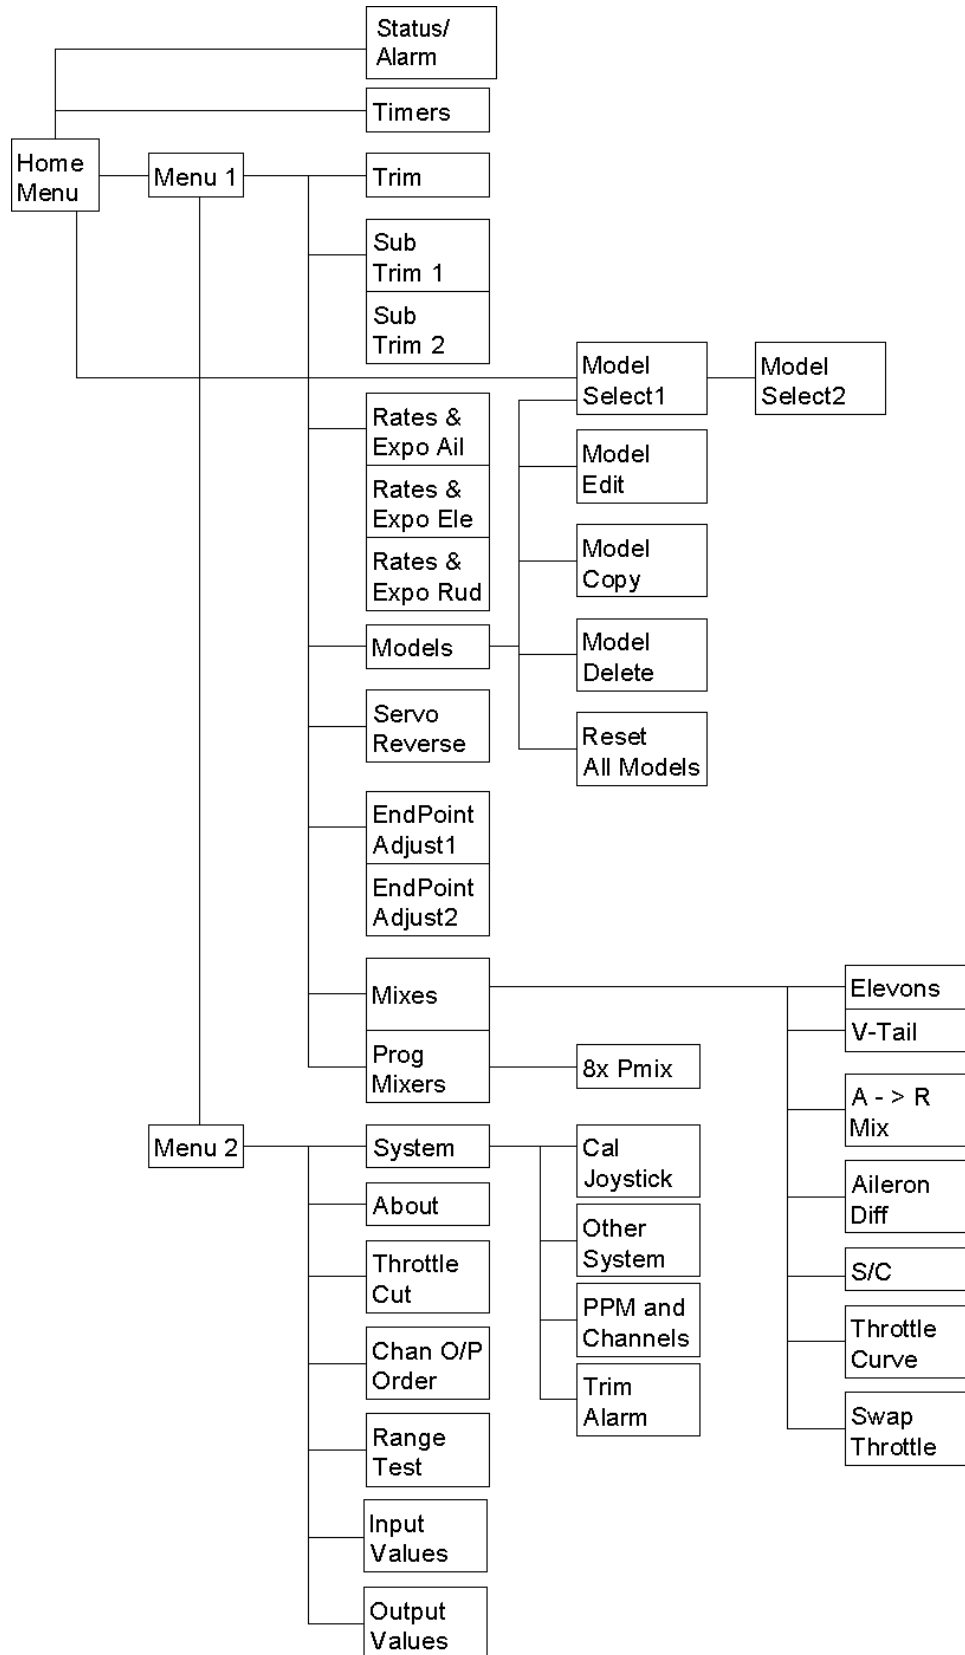 Status/
Alarm
Timers
Home
Menu
Menu 1
Trim
Sub
Trim 1
Sub
Trim 2
Model
Select1
Model
Select2
Rates &
Expo Ail
Rates &
Expo Ele
Rates &
Expo Rud
Model
Edit
Model
Copy
Models
Model
Delete
Servo
Reverse
Reset
All Models
EndPoint
Adjust1
EndPoint
Adjust2
Mixes
Prog
Mixers
8x Pmix
Elevons
V-Tail
A - > R
Mix
Aileron
Diff
S/C
Throttle
Curve
Swap
Throttle
Menu 2
System
Cal
Joystick
Other
System
PPM and
Channels
Trim
Alarm
About
Throttle
Cut
Chan O/P
Order
Range
Test
Input
Values
Output
Values